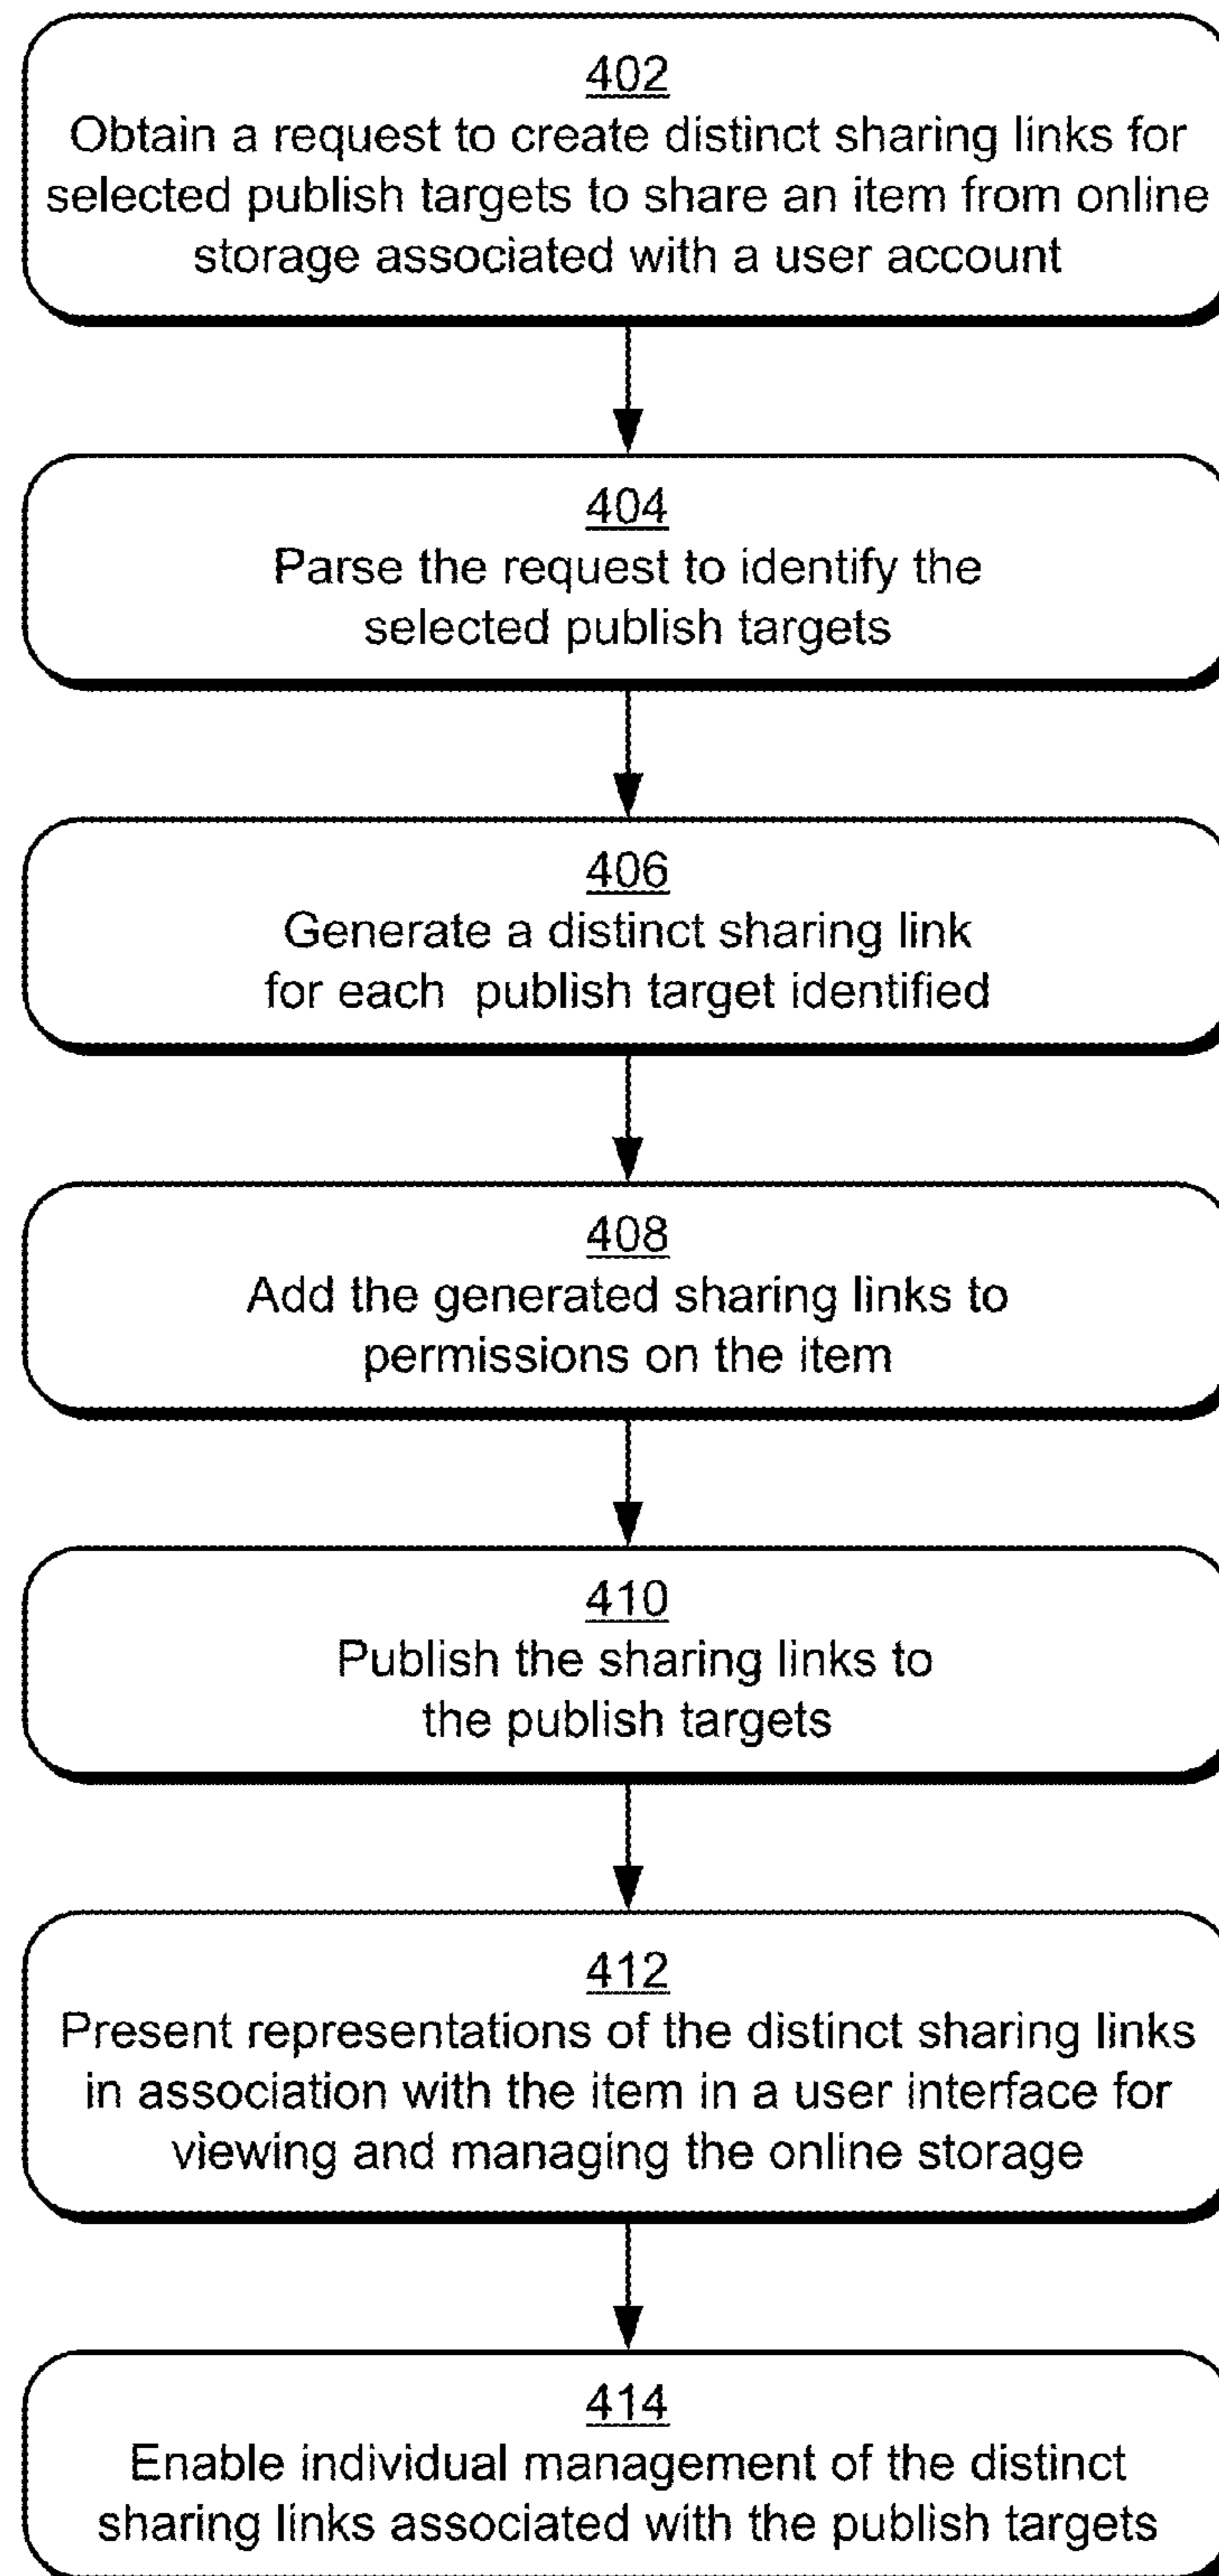 402
Obtain a request to create distinct sharing links for
selected publish targets to share an item from online
storage associated with a user account
404
Parse the request to identify the
selected publish targets
406
Generate a distinct sharing link
for each  publish target identified
408
Add the generated sharing links to
permissions on the item
410
Publish the sharing links to
the publish targets
412
Present representations of the distinct sharing links
in association with the item in a user interface for
viewing and managing the online storage
414
Enable individual management of the distinct
sharing links associated with the publish targets